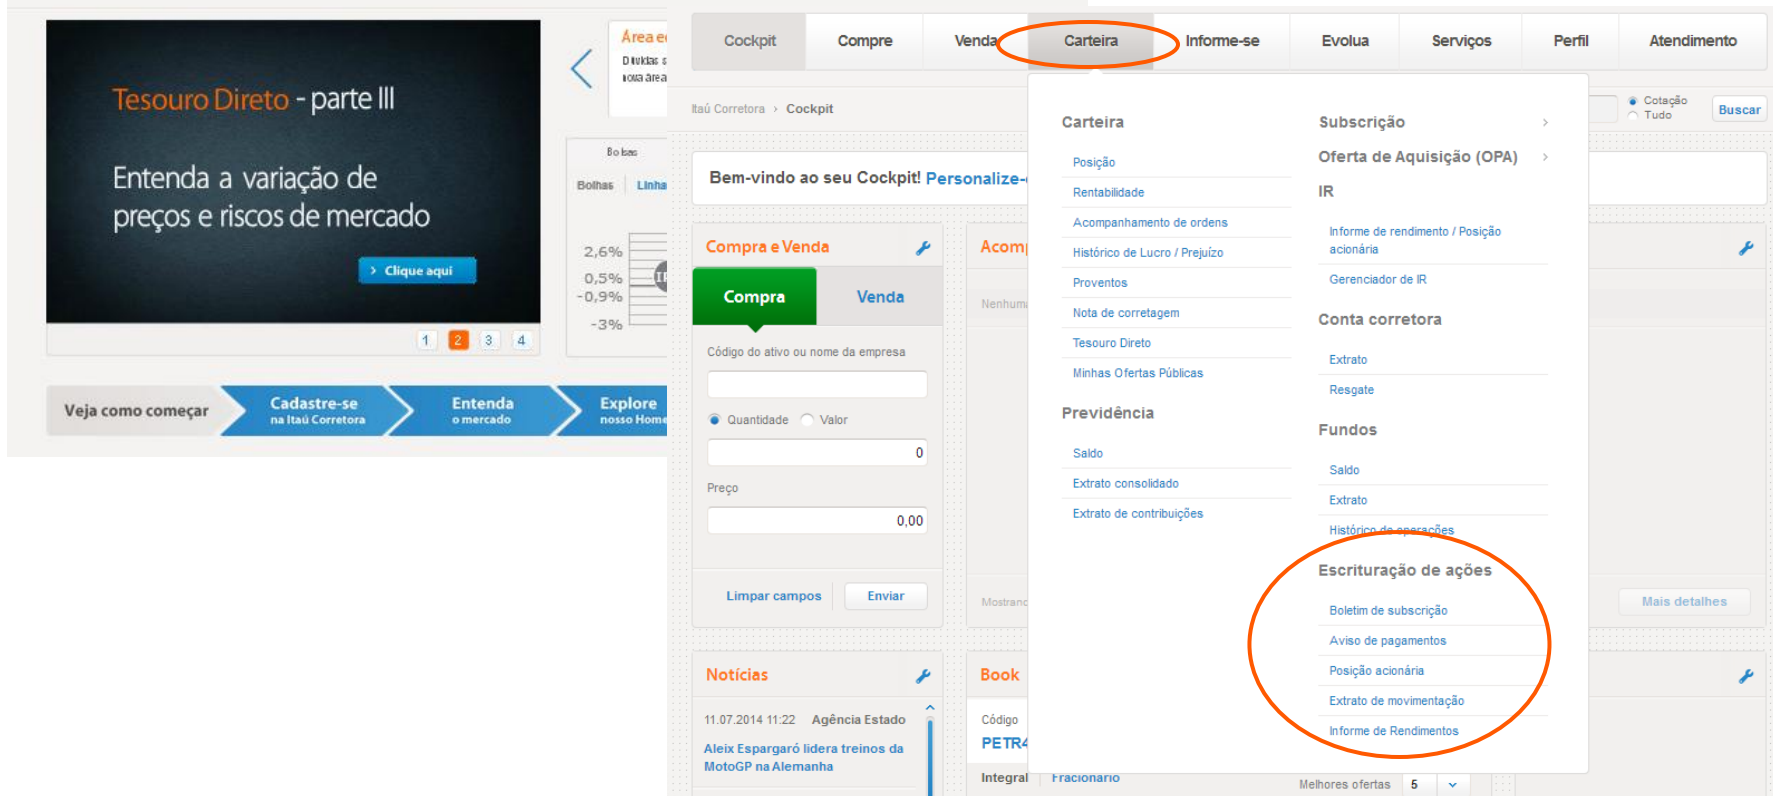 Tesouro Direto - parte III
Entenda a variação de
preços e riscos de mercado
› Clique aqui
1 2 3 4
Veja como começar
Cadastre-se
na Itaú Corretora
Entenda
o mercado
Explore
nosso Home
Dúvidas
nova área
Bolsas
Bolhas
Linha
2,6%
0,5%
-0,9%
-3%
Cockpit Compre Venda Carteira Informe-se Evolua Serviços Perfil Atendimento
Itaú Corretora › Cockpit
Cotação
Tudo
Buscar
Bem-vindo ao seu Cockpit! Personalize-
Compra e Venda
Compra
Venda
Código do ativo ou nome da empresa
Quantidade Valor
0
Preço
0,00
Limpar campos
Enviar
Notícias
11.07.2014 11:22 Agência Estado
Aleix Espargaró lidera treinos da
MotoGP na Alemanha
Acom
Nenhum
Mostrand
Mais detalhes
Book
Código
PETR4
Integral Fracionário
Melhores ofertas 5
Carteira
Posição
Rentabilidade
Acompanhamento de ordens
Histórico de Lucro / Prejuízo
Proventos
Nota de corretagem
Tesouro Direto
Minhas Ofertas Públicas
Previdência
Saldo
Extrato consolidado
Extrato de contribuições
Subscrição ›
Oferta de Aquisição (OPA) ›
IR
Informe de rendimento / Posição
acionária
Gerenciador de IR
Conta corretora
Extrato
Resgate
Fundos
Saldo
Extrato
Histórico de operações
Escrituração de ações
Boletim de subscrição
Aviso de pagamentos
Posição acionária
Extrato de movimentação
Informe de Rendimentos